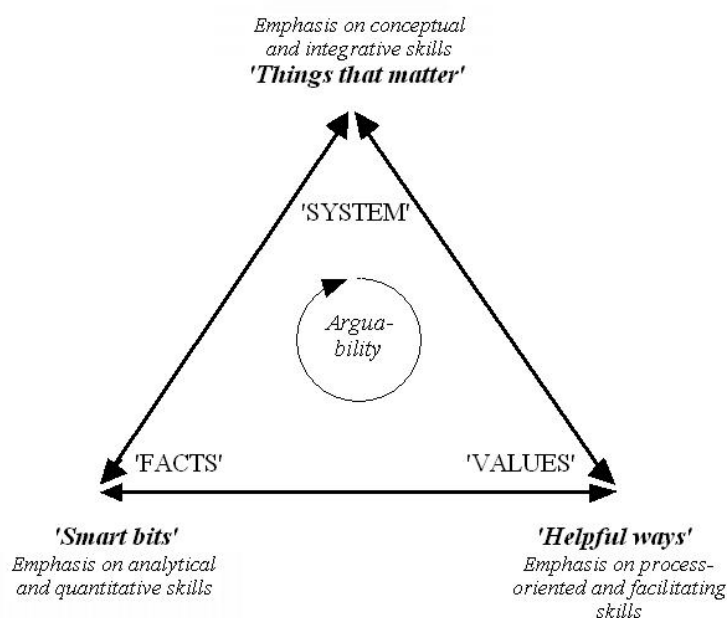 Emphasis on conceptual
and integrative skills
'Things that matter'
'SYSTEM'
Argua-
bility
'FACTS'
'VALUES'
'Smart bits'
Emphasis on analytical
and quantitative skills
'Helpful ways'
Emphasis on process-
oriented and facilitating
skills